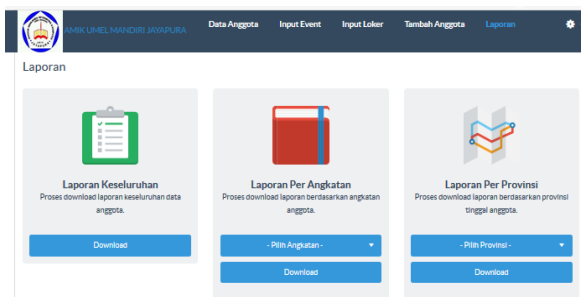 AMIK UMEL MANDIRI JAYAPURA
Data Anggota
Input Event
Input Loker
Tambah Anggota
Laporan
Laporan
Laporan Keseluruhan
Proses download laporan keseluruhan data
anggota.
Download
Laporan Per Angkatan
Proses download laporan berdasarkan angkatan
anggota.
- Pilih Angkatan -
Download
Laporan Per Provinsi
Proses download laporan berdasarkan provinsi
tinggal anggota.
- Pilih Provinsi -
Download